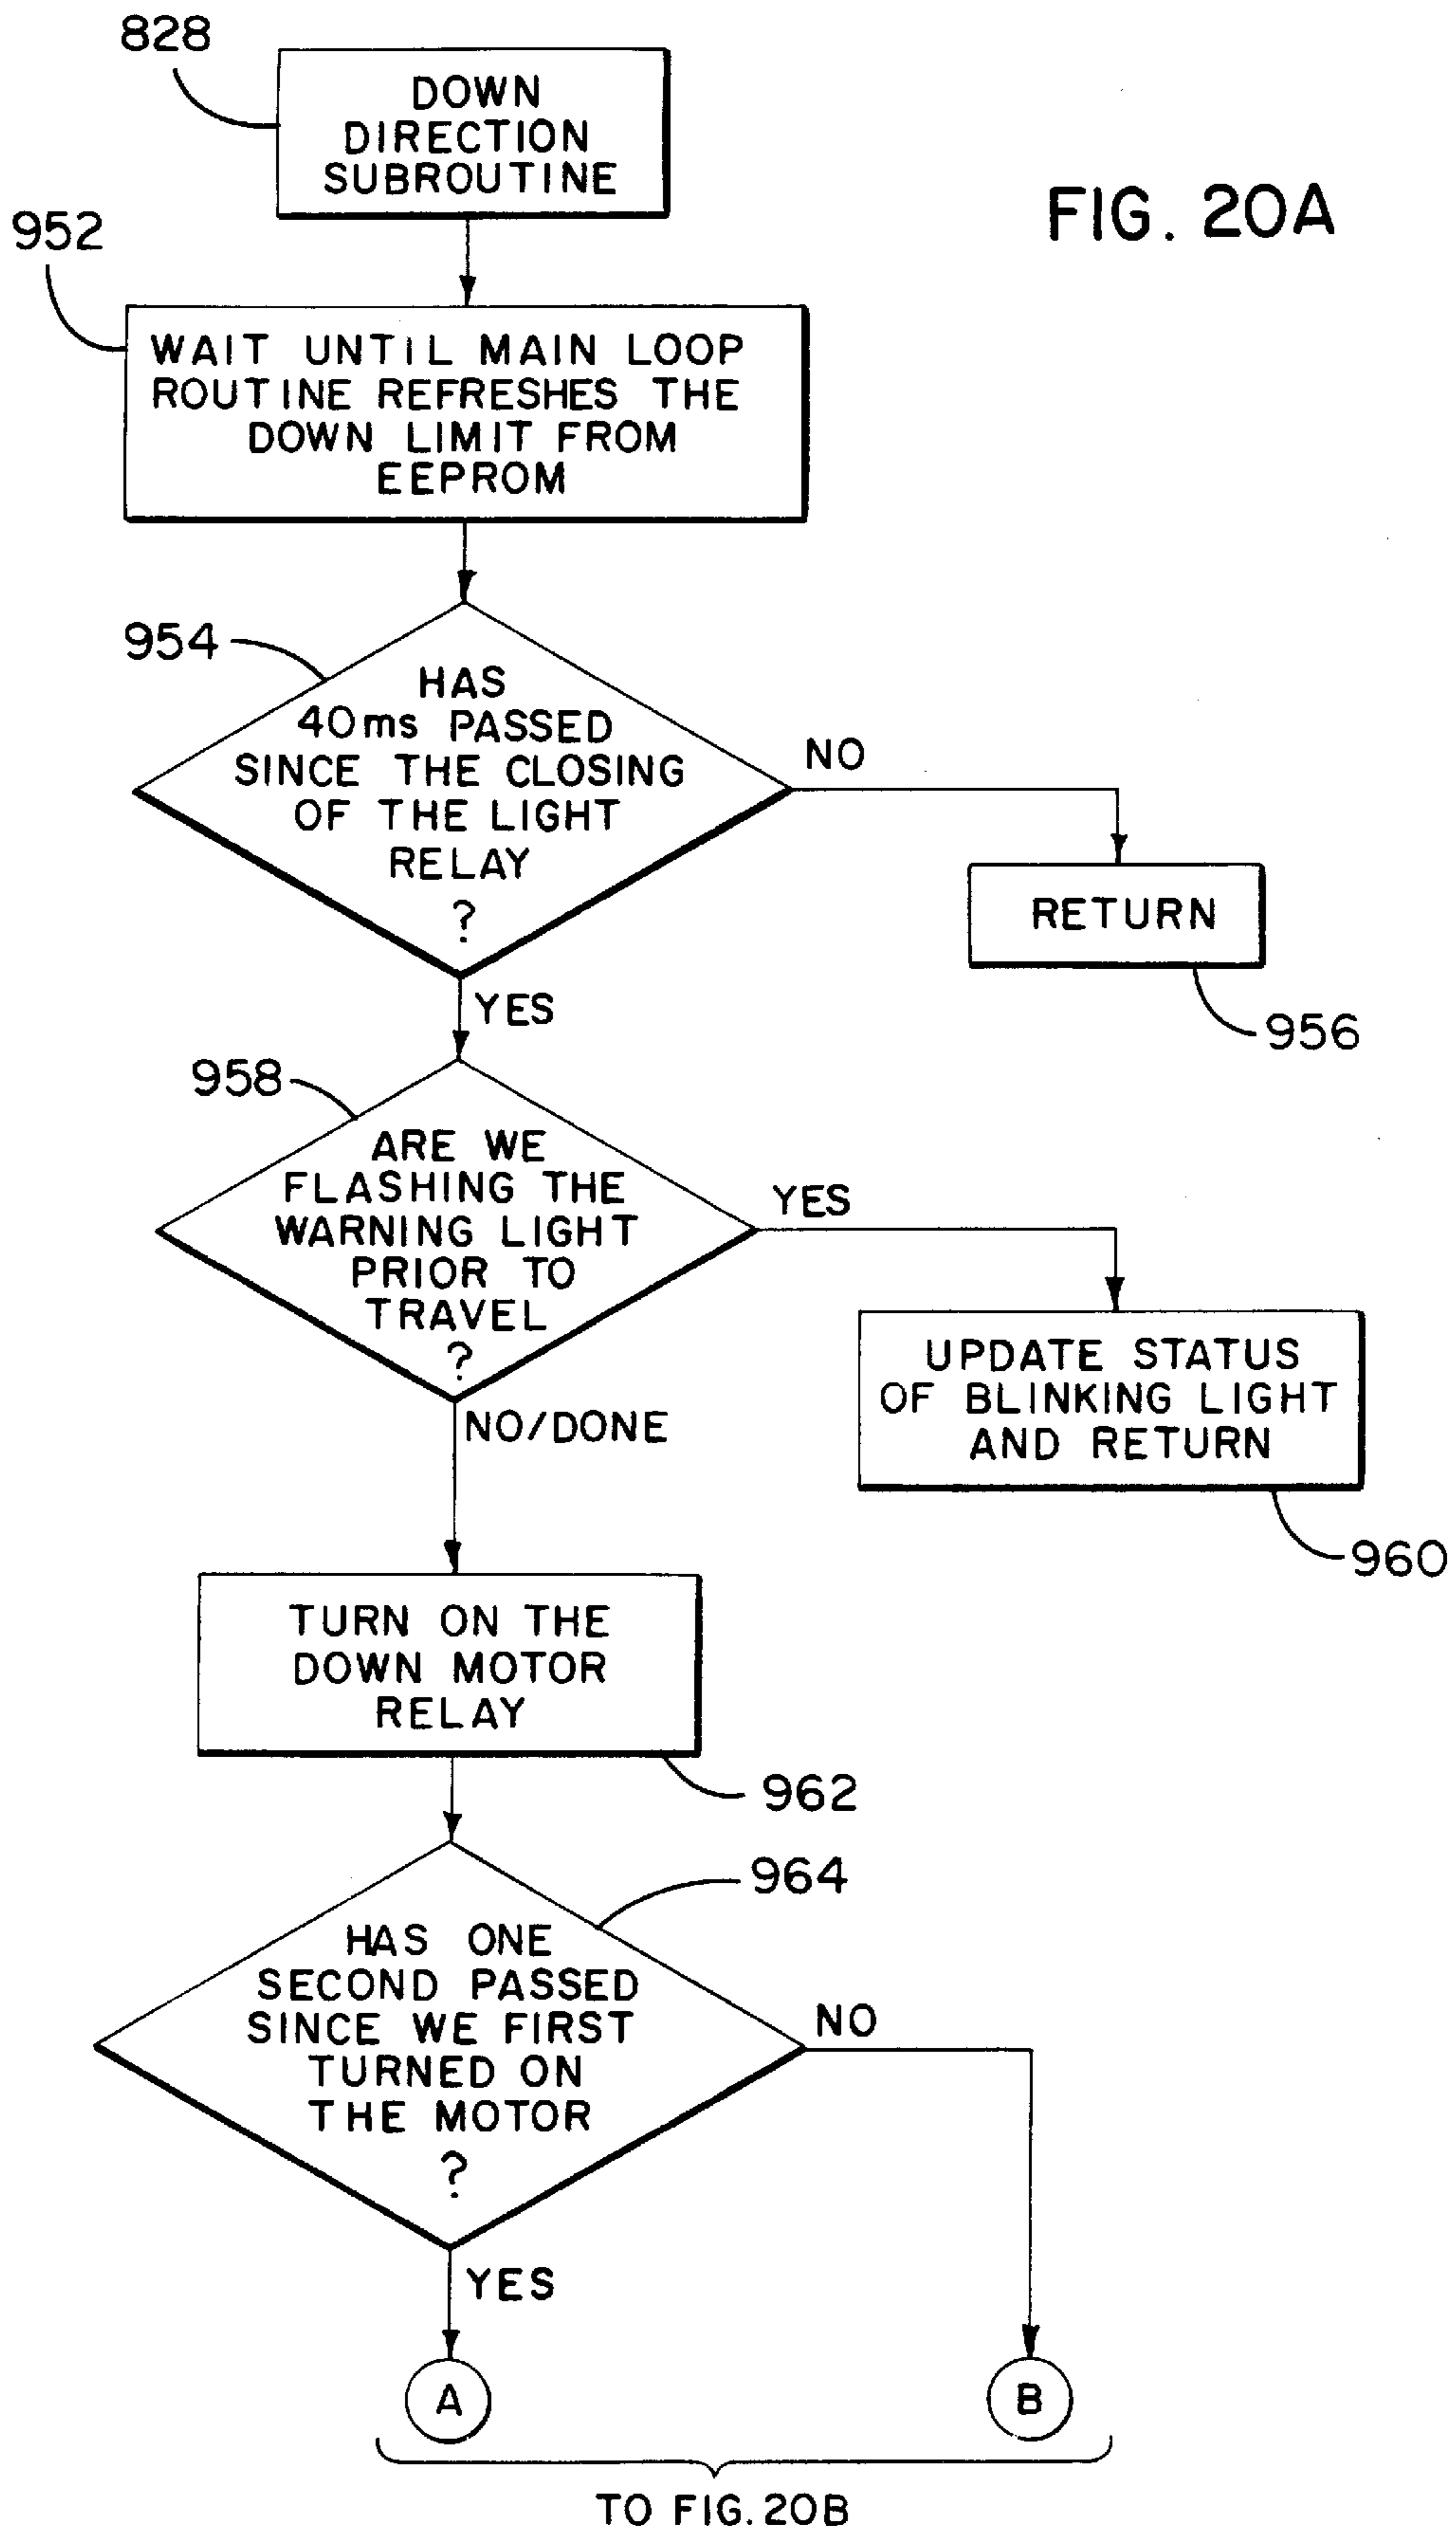 828
DOWN
DIRECTION
SUBROUTINE
FIG. 20A
952
WAIT UNTIL MAIN LOOP
ROUTINE REFRESHES THE
DOWN LIMIT FROM
EEPROM
954
HAS
40ms PASSED
SINCE THE CLOSING
OF THE LIGHT
RELAY
?
NO
RETURN
956
YES
958
ARE WE
FLASHING THE
WARNING LIGHT
PRIOR TO
TRAVEL
?
YES
UPDATE STATUS
OF BLINKING LIGHT
AND RETURN
960
NO/DONE
TURN ON THE
DOWN MOTOR
RELAY
962
964
HAS ONE
SECOND PASSED
SINCE WE FIRST
TURNED ON
THE MOTOR
?
NO
YES
A
B
TO FIG. 20B